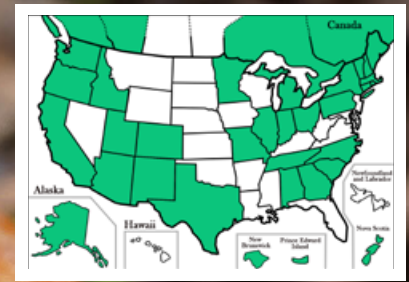 Canada
Newfoundland
and Labrador
Alaska
Hawaii
Nova Scotia
New
Brunswick
Prince Edward
Island